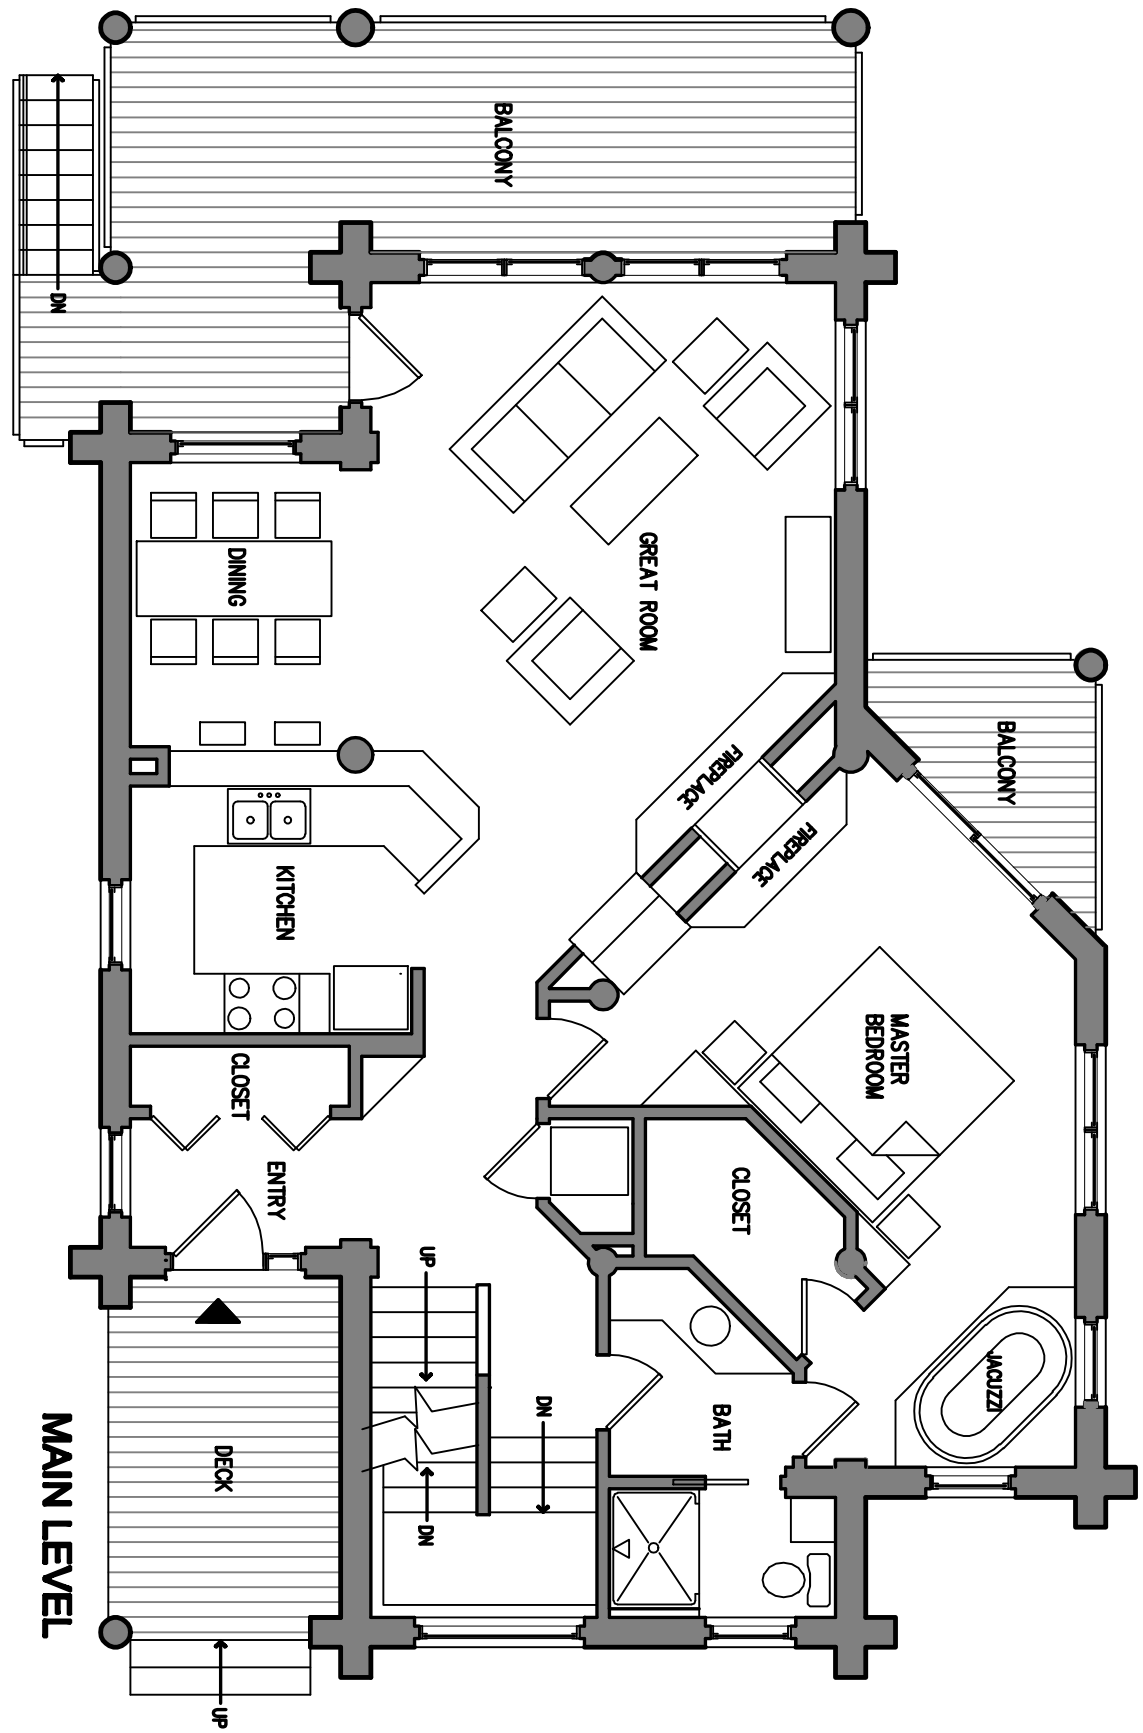 BALCONY
JACUZZI
MASTER
BEDROOM
FIREPLACE
CLOSET
BATH
FIREPLACE
GREAT ROOM
DN
BALCONY
UP
DN
KITCHEN
ENTRY
CLOSET
DINING
DECK
UP
DN
MAIN LEVEL